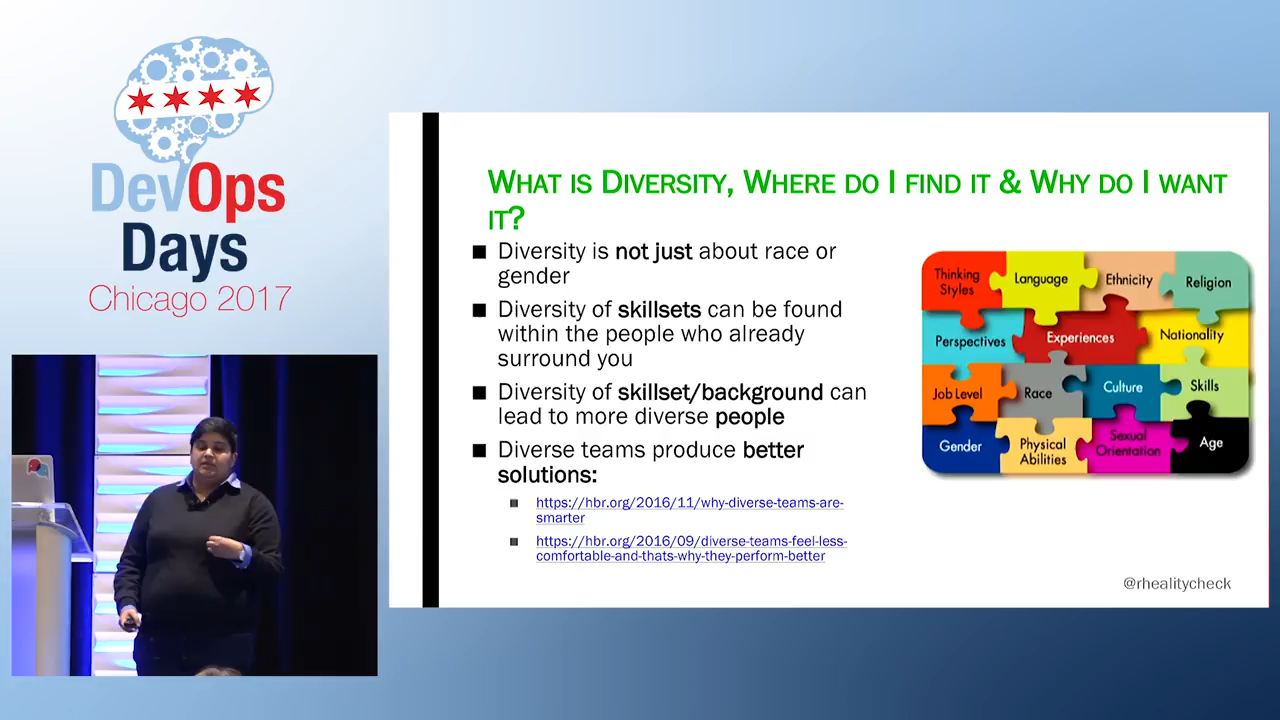 DevOps
Days
Chicago 2017
WHAT IS DIVERSITY, WHERE DO I FIND IT & WHY DO I WANT
IT?
Diversity is not just about race or
gender
Diversity of skillsets can be found
within the people who already
surround you
Diversity of skillset/background can
lead to more diverse people
Diverse teams produce better
solutions:
https://hbr.org/2016/11/why-diverse-teams-are-
smarter
https://hbr.org/2016/09/diverse-teams-feel-less-
comfortable-and-thats-why-they-perform-better
Thinking
Styles
Language
Ethnicity
Religion
Perspectives
Experiences
Nationality
Job Level
Race
Culture
Skills
Gender
Physical
Abilities
Sexual
Orientation
Age
@rhealitycheck